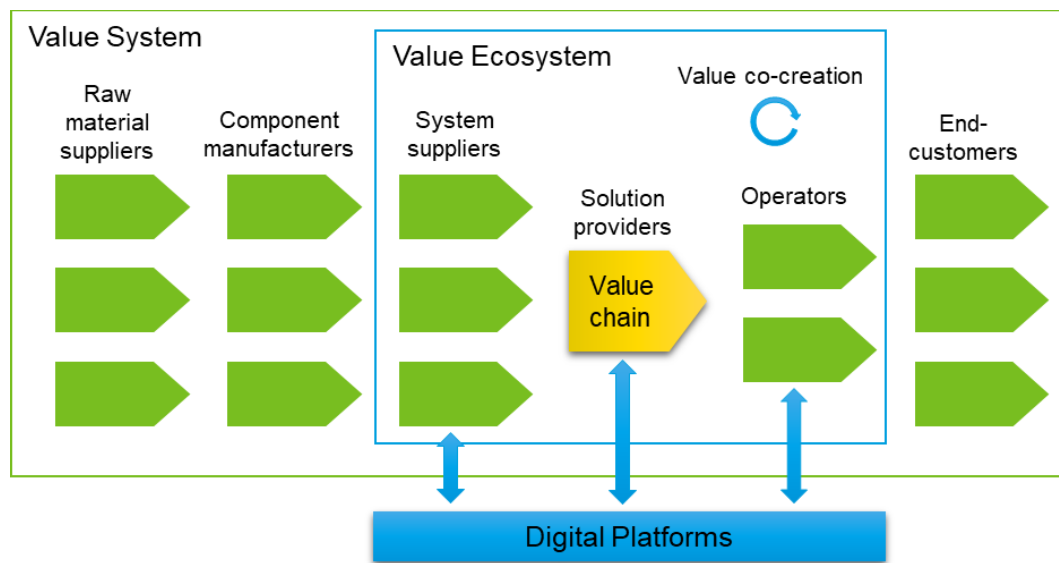 Value System
Value Ecosystem
Value co-creation
Raw
material
suppliers
Component
manufacturers
System
suppliers
Solution
providers
Operators
End-
customers
Value
chain
Digital Platforms